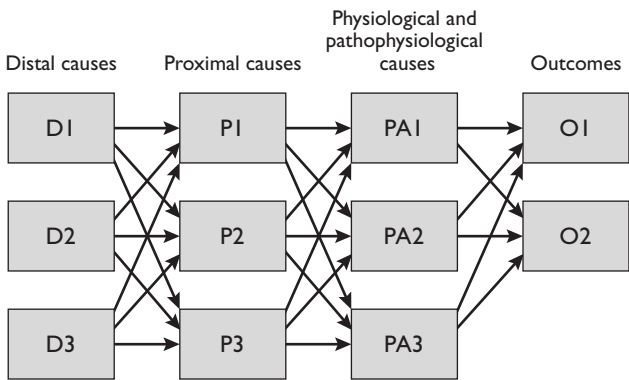 Physiological and
pathophysiological
Distal causes Proximal causes causes Outcomes
D1 P1 PA1 O1
D2 P2 PA2 O2
D3 P3 PA3